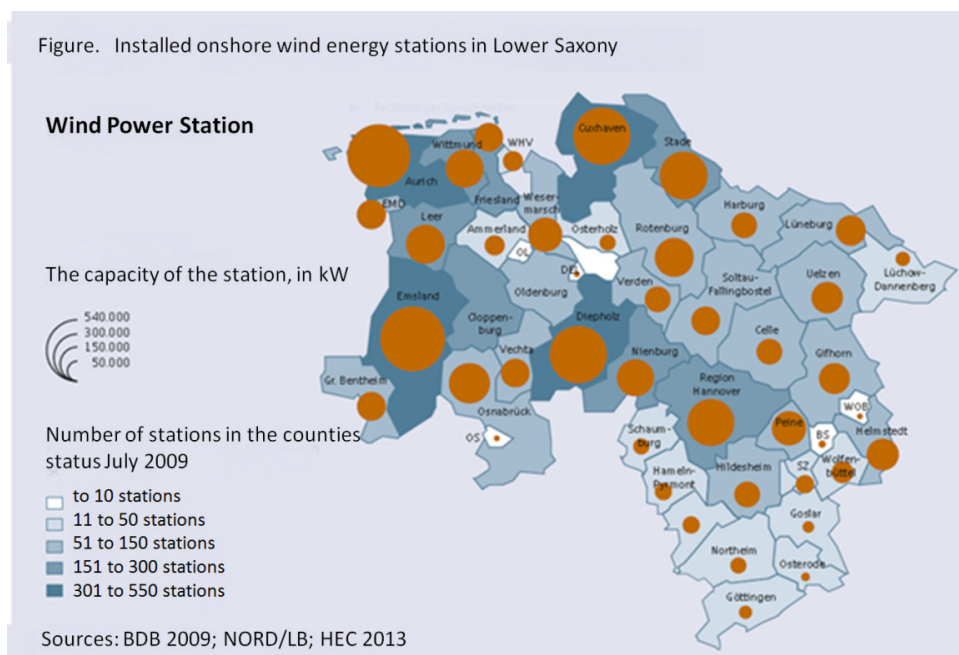 Figure. Installed onshore wind energy stations in Lower Saxony
Wind Power Station
Cuxhaven
Wittmund
WHV
Stade
Aurich
EMD
Friesland
Weser-
marsch
Harburg
Lüneburg
Leer
Ammerland
Osterholz
Rotenburg
OL
DEL
Lüchow-
Dannenberg
The capacity of the station, in kW
540.000
300.000
150.000
50.000
Emsland
Oldenburg
Verden
Soltau-
Fallingbostel
Uelzen
Cloppen-
burg
Diepholz
Celle
Vechta
Nienburg
Gifhorn
Gr. Bentheim
Region
Hannover
Osnabrück
WOB
Peine
BS
Helmstedt
OS
Schaum-
burg
Number of stations in the counties
status July 2009
to 10 stations
11 to 50 stations
51 to 150 stations
151 to 300 stations
301 to 550 stations
Hameln-
Pyrmont
Hildesheim
SZ
Wolfen-
büttel
Goslar
Northeim
Osterode
Göttingen
Sources: BDB 2009; NORD/LB; HEC 2013